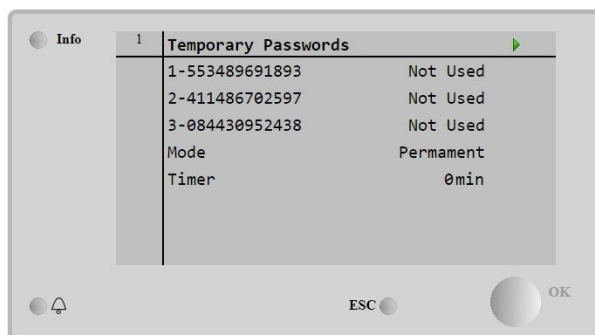 Info
1 Temporary Passwords
1-553489691893 Not Used
2-411486702597 Not Used
3-084430952438 Not Used
Mode Permament
Timer 0min
ESC
OK